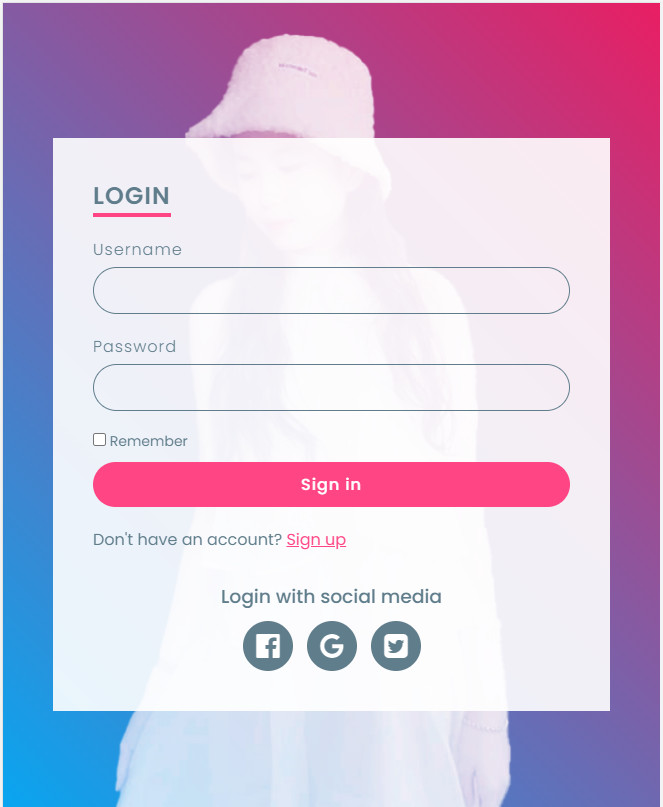 LOGIN
Username
Password
Remember
Sign in
Don't have an account? Sign up
Login with social media